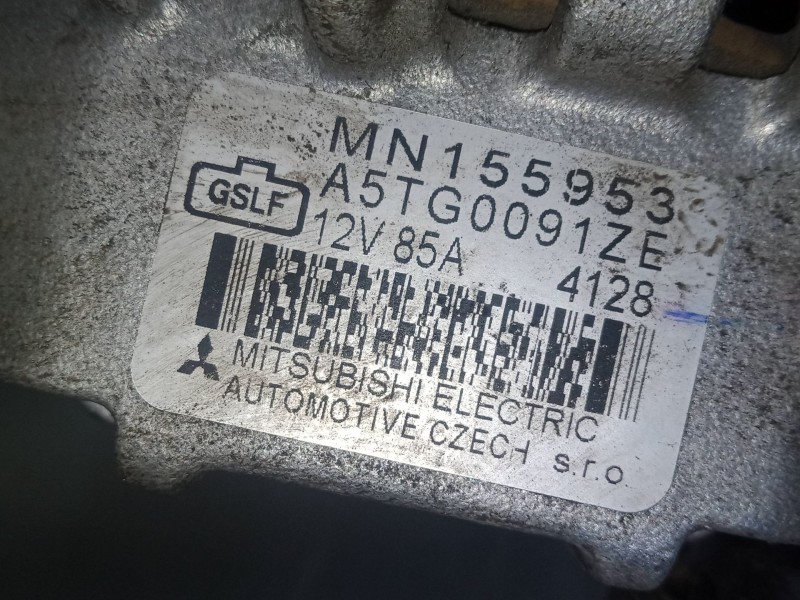 MN155953
GSLF
A5TG0091ZE
12V 85A
4128
MITSUBISHI ELECTRIC
AUTOMOTIVE CZECH s.r.o